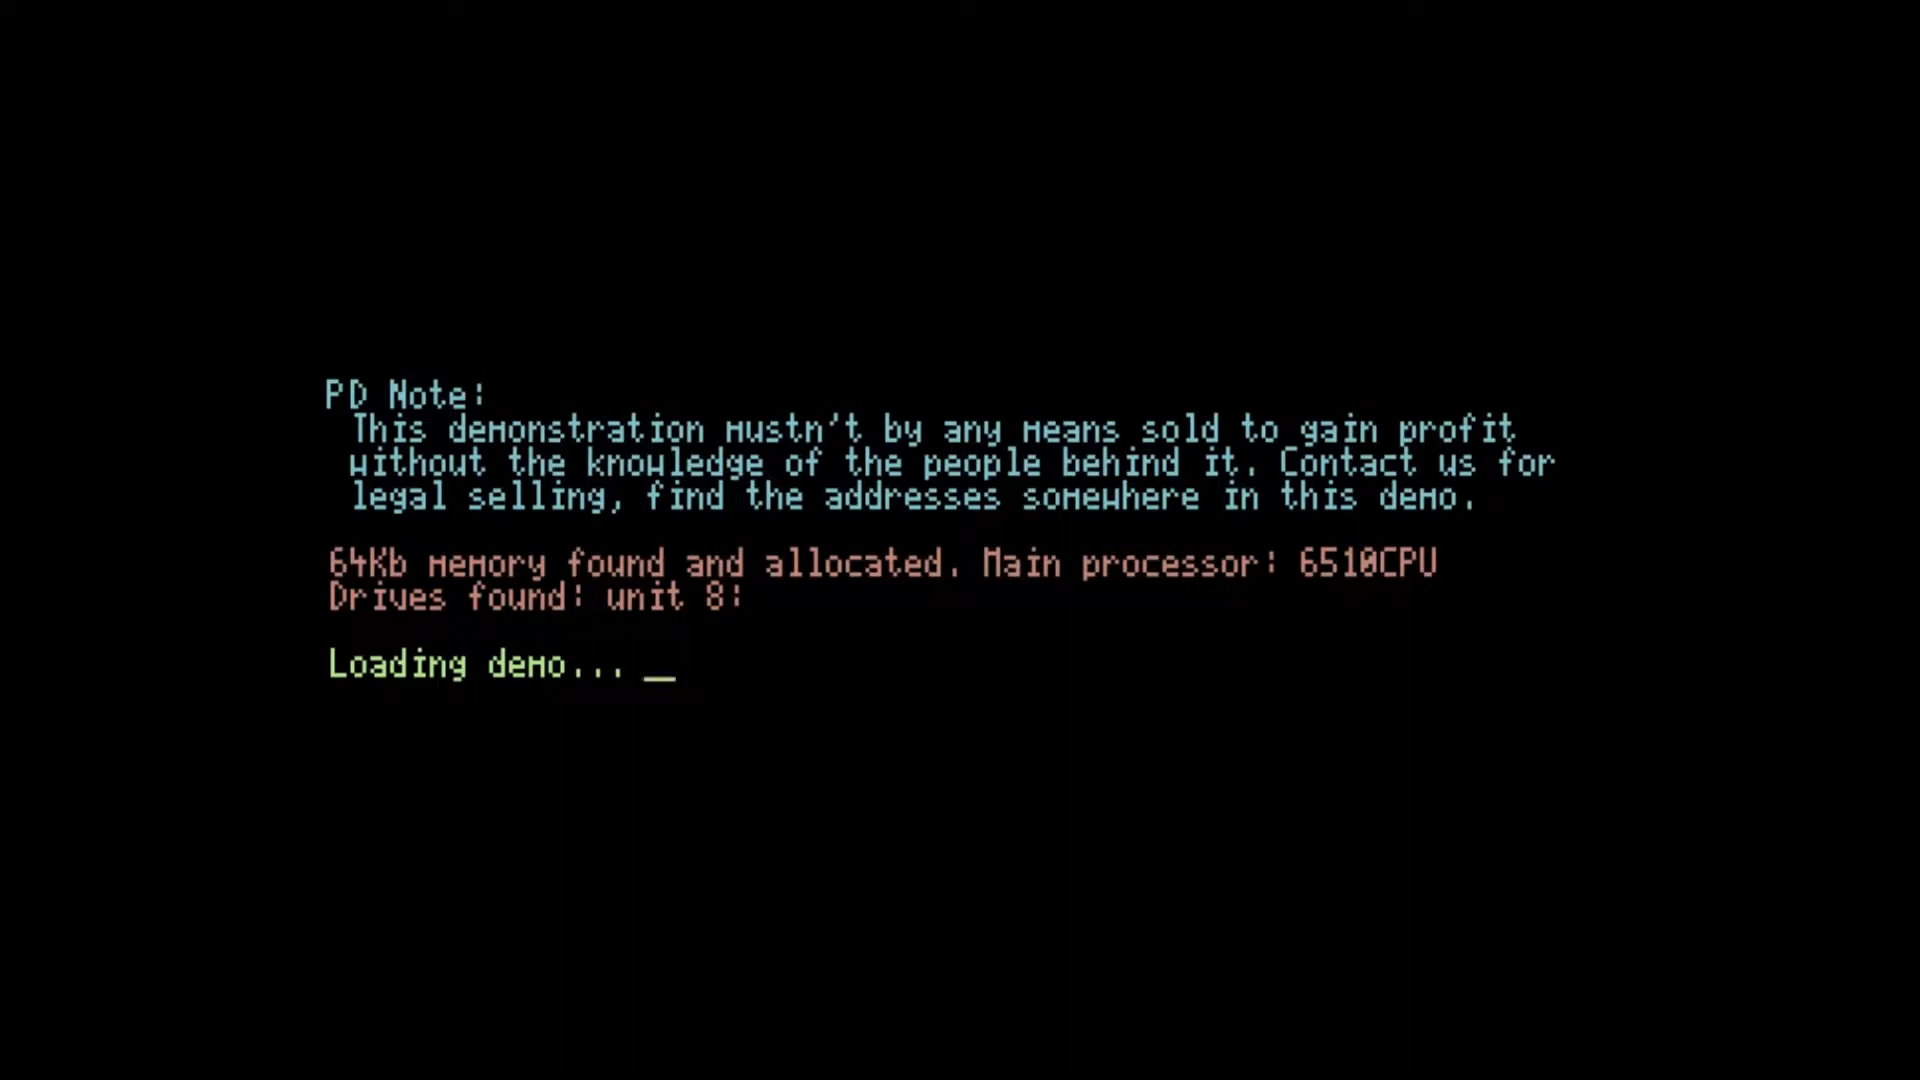 PD Note:
This demonstration mustn't by any means sold to gain profit
without the knowledge of the people behind it. Contact us for
legal selling, find the addresses somewhere in this demo.
64Kb memory found and allocated. Main processor: 6510CPU
Drives found: unit 8:
Loading demo... _